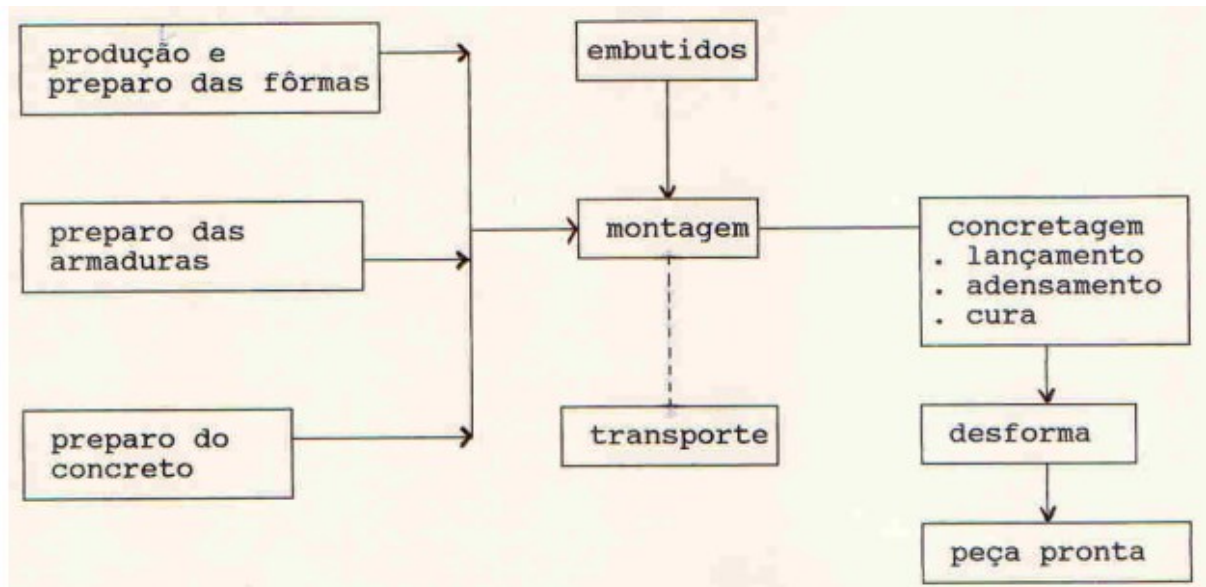 produção e
preparo das fôrmas
embutidos
preparo das
armaduras
montagem
concretagem
. lançamento
. adensamento
. cura
preparo do
concreto
transporte
desforma
peça pronta